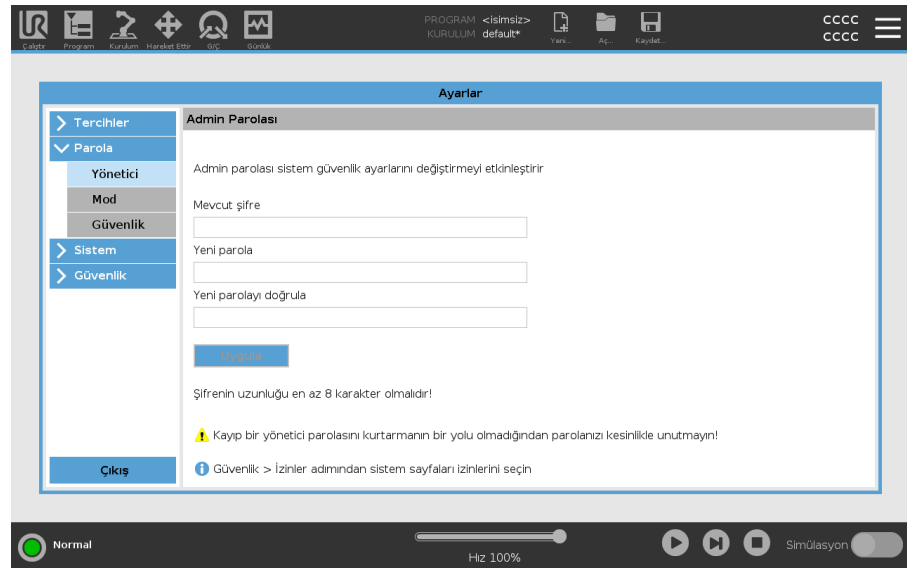 PROGRAM <isimsiz>
KURULUM default*
Çalıştır Program Kurulum Hareket Ettir G/Ç Günlük
Yeni... Aç... Kaydet...
cccc
cccc
Ayarlar
Tercihler
Parola
Yönetici
Mod
Güvenlik
Sistem
Güvenlik
Çıkış
Admin Parolası
Admin parolası sistem güvenlik ayarlarını değiştirmeyi etkinleştirir
Mevcut şifre
Yeni parola
Yeni parolayı doğrula
Uygula
Şifrenin uzunluğu en az 8 karakter olmalıdır!
Kayıp bir yönetici parolasını kurtarmanın bir yolu olmadığından parolanızı kesinlikle unutmayın!
Güvenlik > İzinler adımından sistem sayfaları izinlerini seçin
Normal
Hız 100%
Simülasyon